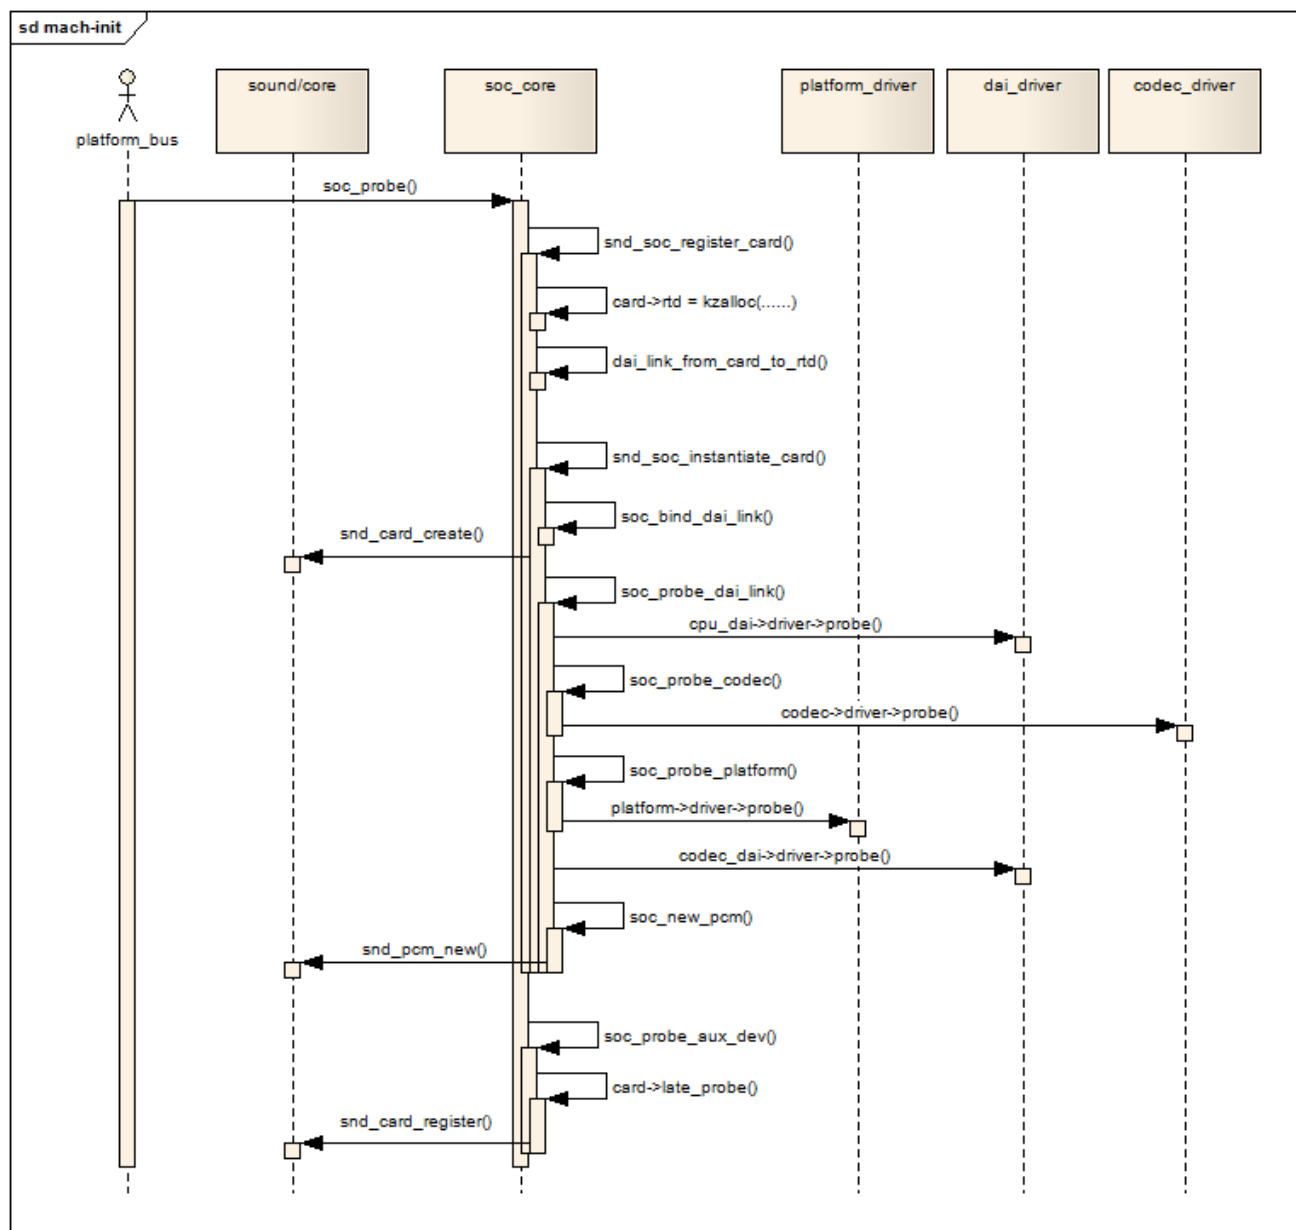 sd mach-init
platform_bus
sound/core
soc_core
platform_driver
dai_driver
codec_driver
soc_probe()
snd_soc_register_card()
card->rtd = kzalloc(......)
dai_link_from_card_to_rtd()
snd_soc_instantiate_card()
soc_bind_dai_link()
snd_card_create()
soc_probe_dai_link()
cpu_dai->driver->probe()
soc_probe_codec()
codec->driver->probe()
soc_probe_platform()
platform->driver->probe()
codec_dai->driver->probe()
soc_new_pcm()
snd_pcm_new()
soc_probe_aux_dev()
card->late_probe()
snd_card_register()